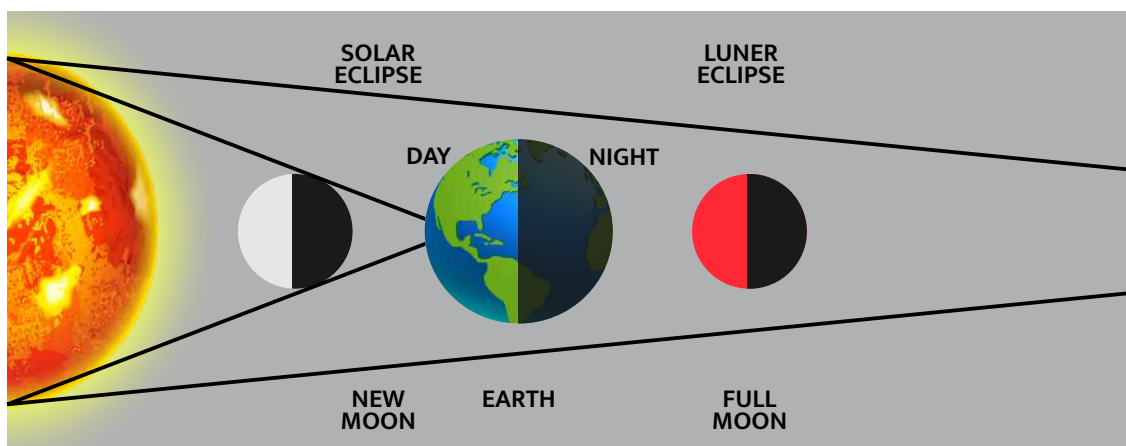 SOLAR
ECLIPSE
LUNER
ECLIPSE
DAY
NIGHT
NEW
MOON
EARTH
FULL
MOON